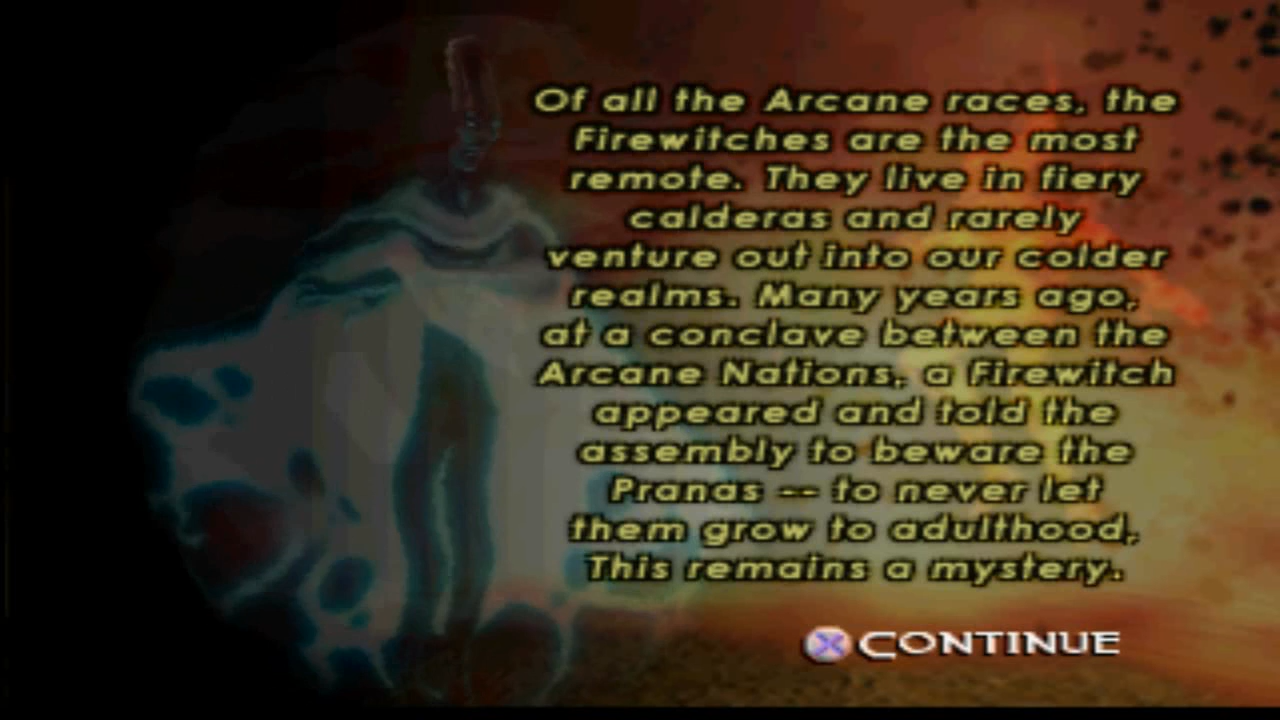 Of all the Arcane races, the
Firewitches are the most
remote. They live in fiery
calderas and rarely
venture out into our colder
realms. Many years ago,
at a conclave between the
Arcane Nations, a Firewitch
appeared and told the
assembly to beware the
Pranas -- to never let
them grow to adulthood,
This remains a mystery.
CONTINUE